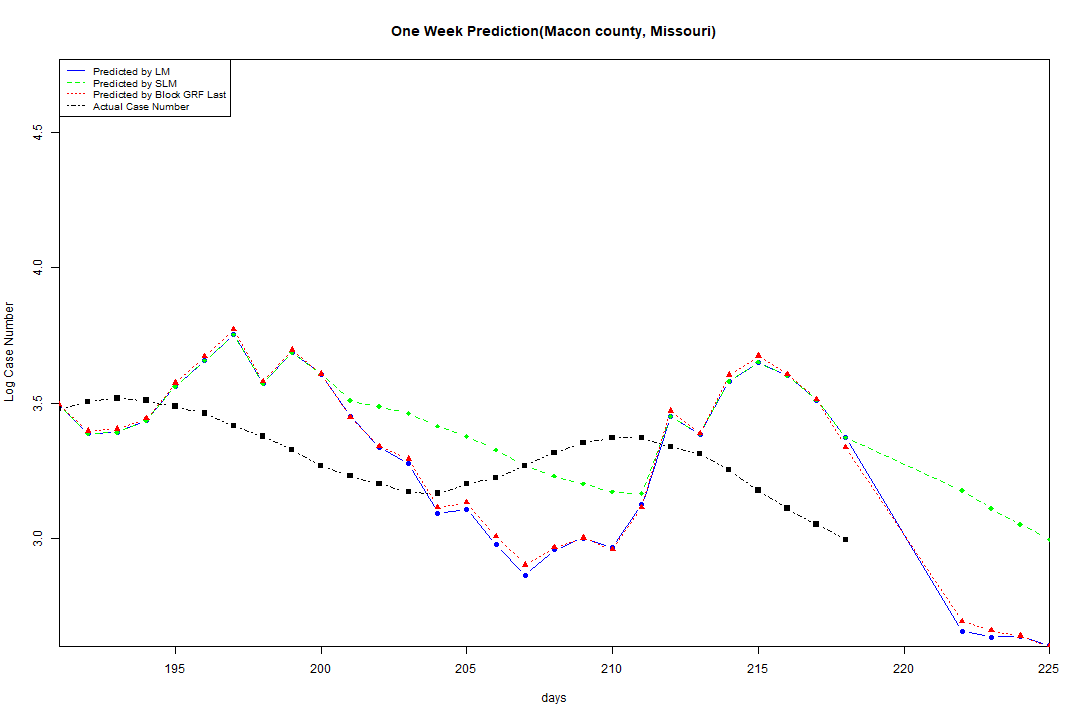 One Week Prediction(Macon county, Missouri)
Predicted by LM
Predicted by SLM
Predicted by Block GRF Last
Actual Case Number
4.5
4.0
3.5
3.0
Log Case Number
195 200 205 210 215 220 225
days